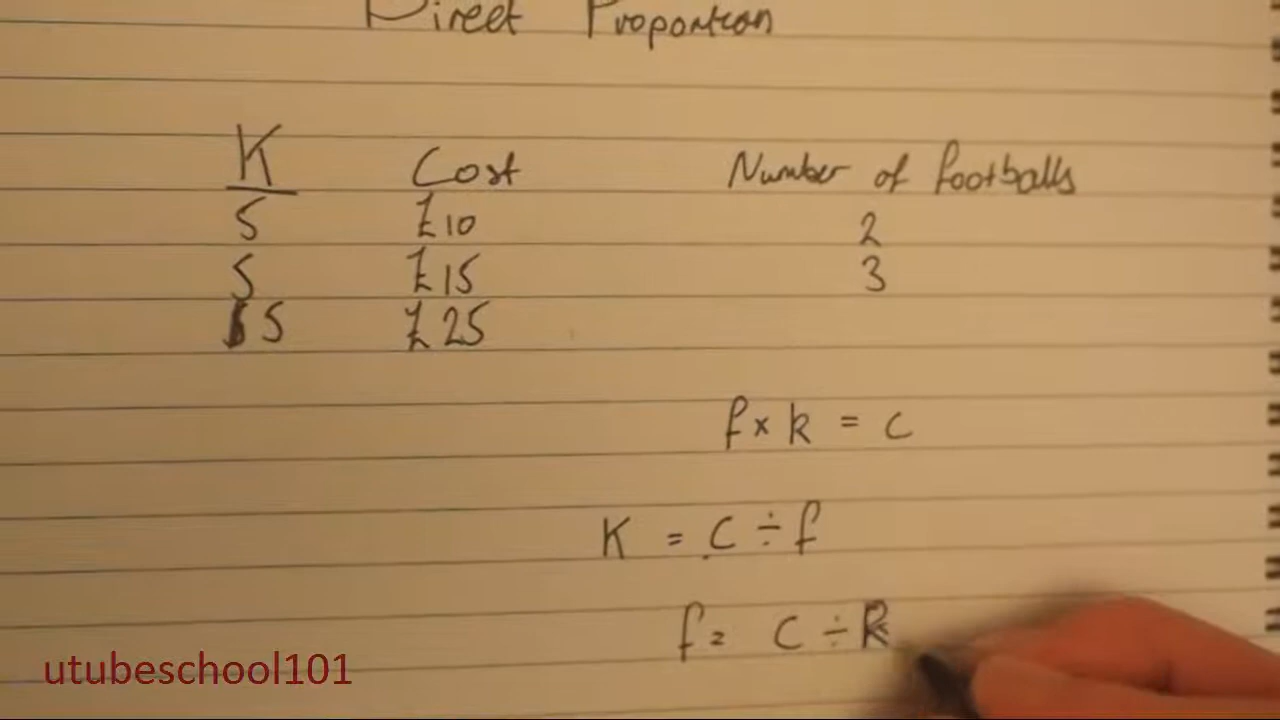 Direct Proportion
K Cost Number of footballs
5 £10 2
5 £15 3
5 £25
f x k = c
K = c ÷ f
f = c ÷ k
utubeschool101